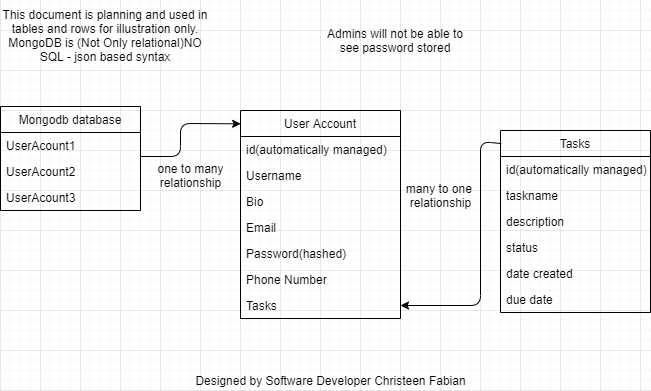 This document is planning and used in
tables and rows for illustration only.
MongoDB is (Not Only relational)NO
SQL - json based syntax
Admins will not be able to
see password stored
Mongodb database
UserAcount1
UserAcount2
UserAcount3
one to many
relationship
User Account
id(automatically managed)
Username
Bio
Email
Password(hashed)
Phone Number
Tasks
many to one
relationship
Tasks
id(automatically managed)
taskname
description
status
date created
due date
Designed by Software Developer Christeen Fabian